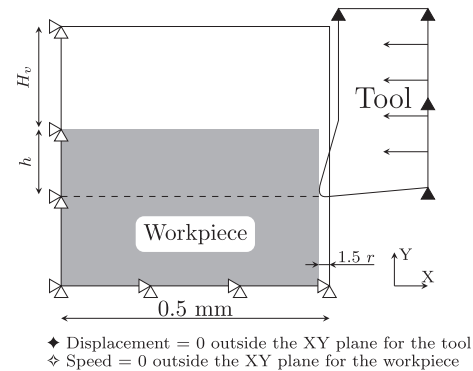 H_v
Tool
h
Workpiece
1.5 r
Y
X
0.5 mm
✦ Displacement = 0 outside the XY plane for the tool
✧ Speed = 0 outside the XY plane for the workpiece